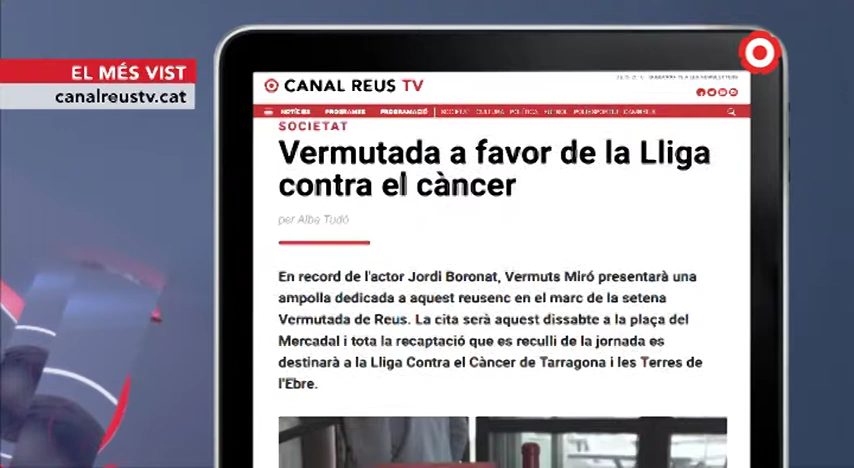 EL MÉS VIST
canalreustv.cat
CANAL REUS TV
NOTÍCIES PROGRAMES PROGRAMACIÓ SOCIETAT CULTURA POLÍTICA FUTBOL POLIESPORTIU
SOCIETAT
Vermutada a favor de la Lliga
contra el càncer
per Alba Tudó
En record de l'actor Jordi Boronat, Vermuts Miró presentarà una
ampolla dedicada a aquest reusenc en el marc de la setena
Vermutada de Reus. La cita serà aquest dissabte a la plaça del
Mercadal i tota la recaptació que es reculli de la jornada es
destinarà a la Lliga Contra el Càncer de Tarragona i les Terres de
l'Ebre.